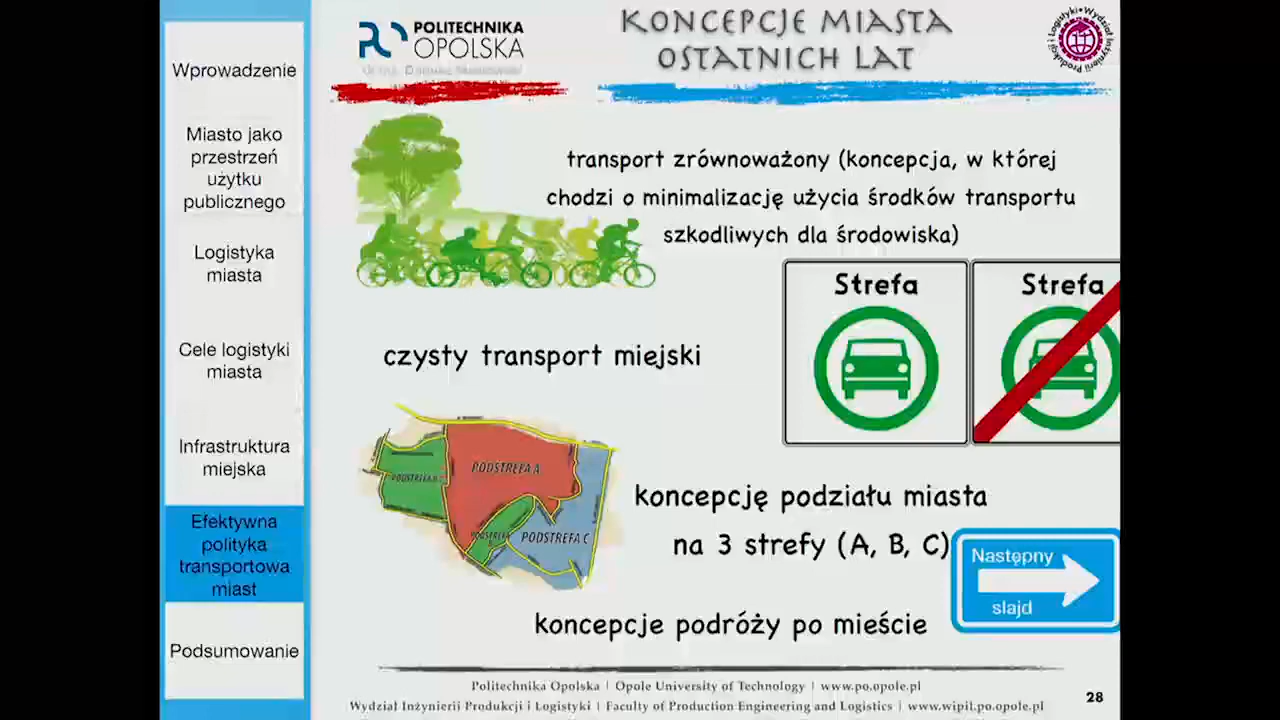 Wprowadzenie
Miasto jako
przestrzeń
użytku
publicznego
Logistyka
miasta
Cele logistyki
miasta
Infrastruktura
miejska
Efektywna
polityka
transportowa
miast
Podsumowanie
POLITECHNIKA
OPOLSKA
KONCEPCJE MIASTA
OSTATNICH LAT
i Logistyki • Wydział Inżynierii Produkcji
transport zrównoważony (koncepcja, w której
chodzi o minimalizację użycia środków transportu
szkodliwych dla środowiska)
Strefa
Strefa
czysty transport miejski
PODSTREFA A
PODSTREFA C
koncepcję podziału miasta
na 3 strefy (A, B, C)
Następny
slajd
koncepcje podróży po mieście
Politechnika Opolska | Opole University of Technology | www.po.opole.pl
Wydział Inżynierii Produkcji i Logistyki | Faculty of Production Engineering and Logistics | www.wipil.po.opole.pl
28